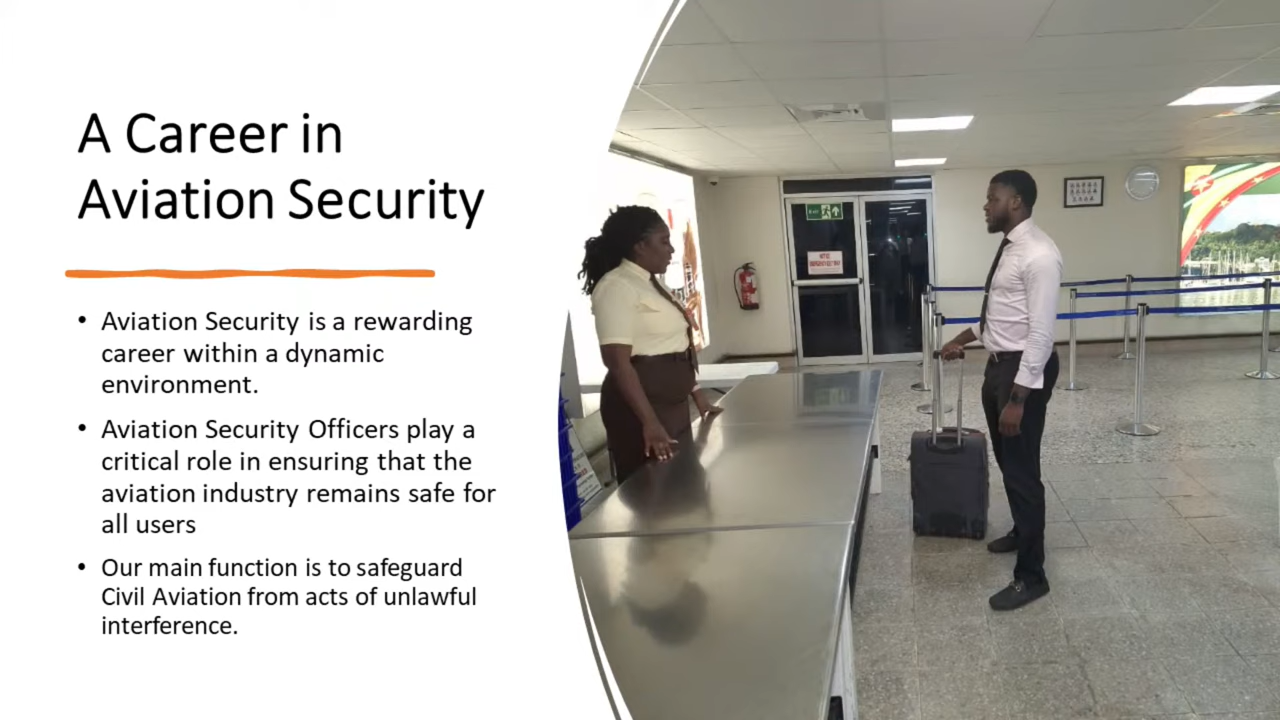 A Career in
Aviation Security
• Aviation Security is a rewarding
career within a dynamic
environment.
• Aviation Security Officers play a
critical role in ensuring that the
aviation industry remains safe for
all users
• Our main function is to safeguard
Civil Aviation from acts of unlawful
interference.
Exit